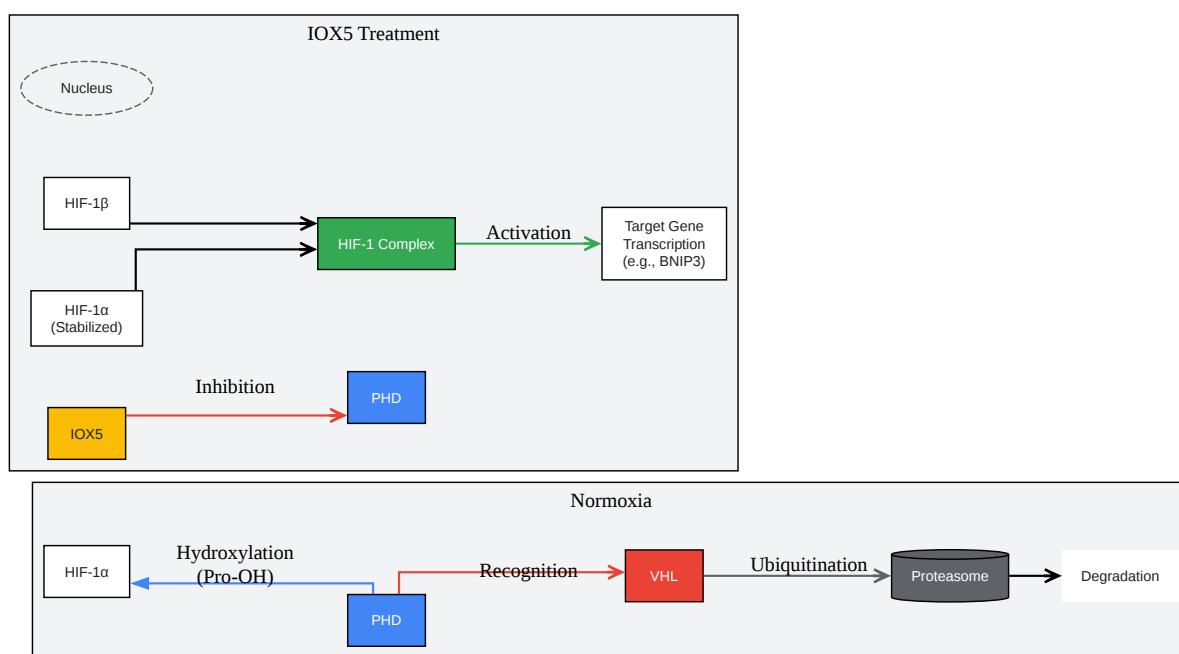 IOX5 Treatment
Nucleus
HIF-1β
HIF-1 Complex
Activation
Target Gene
Transcription
(e.g., BNIP3)
HIF-1α
(Stabilized)
Inhibition
PHD
IOX5
Normoxia
HIF-1α
Hydroxylation
(Pro-OH)
PHD
Recognition
VHL
Ubiquitination
Proteasome
Degradation